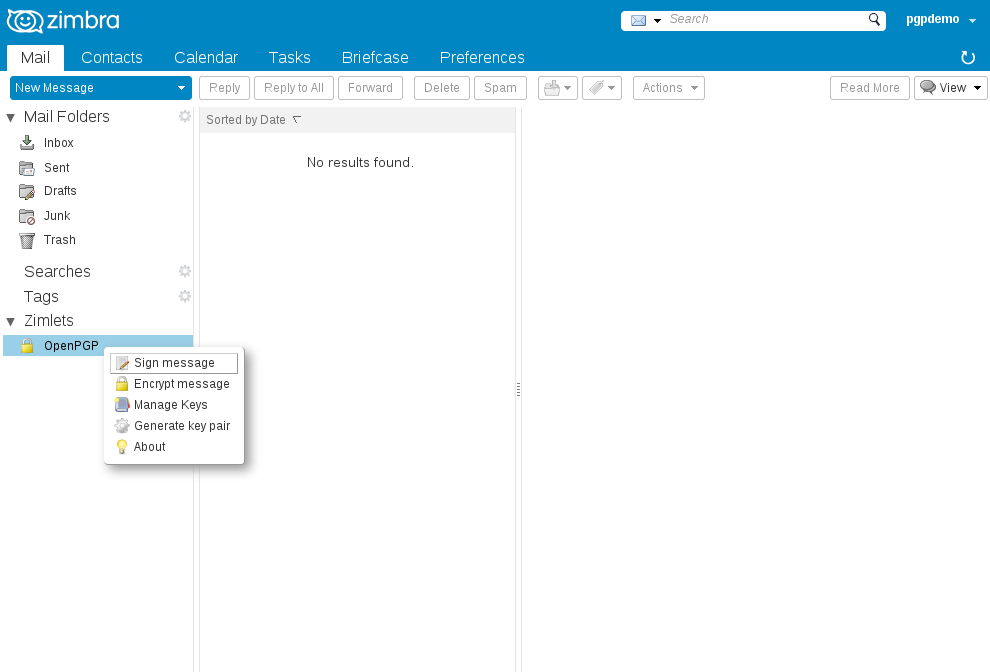 zimbra
Search
pgpdemo
Mail Contacts Calendar Tasks Briefcase Preferences
New Message Reply Reply to All Forward Delete Spam Actions Read More View
Mail Folders
Inbox
Sent
Drafts
Junk
Trash
Searches
Tags
Zimlets
OpenPGP
Sign message
Encrypt message
Manage Keys
Generate key pair
About
Sorted by Date
No results found.